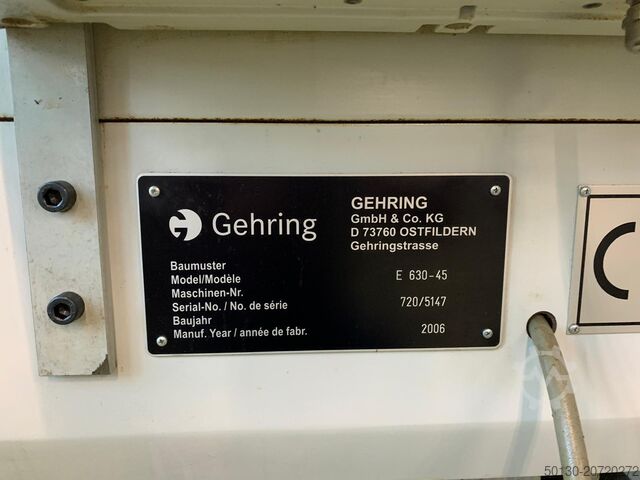 Gehring
GEHRING
GmbH & Co. KG
D 73760 OSTFILDERN
Gehringstrasse
Baumuster
Model/Modèle
E 630-45
Maschinen-Nr.
Serial-No. / No. de série
720/5147
Baujahr
Manuf. Year / année de fabr.
2006
C
50130-20720272